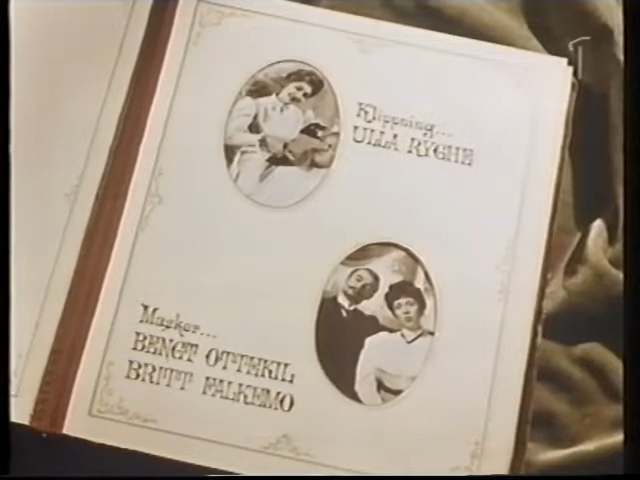 Klippning...
ULLA RYGHE
Masker...
BENGT OTTEKIL
BRITT FALKEMO